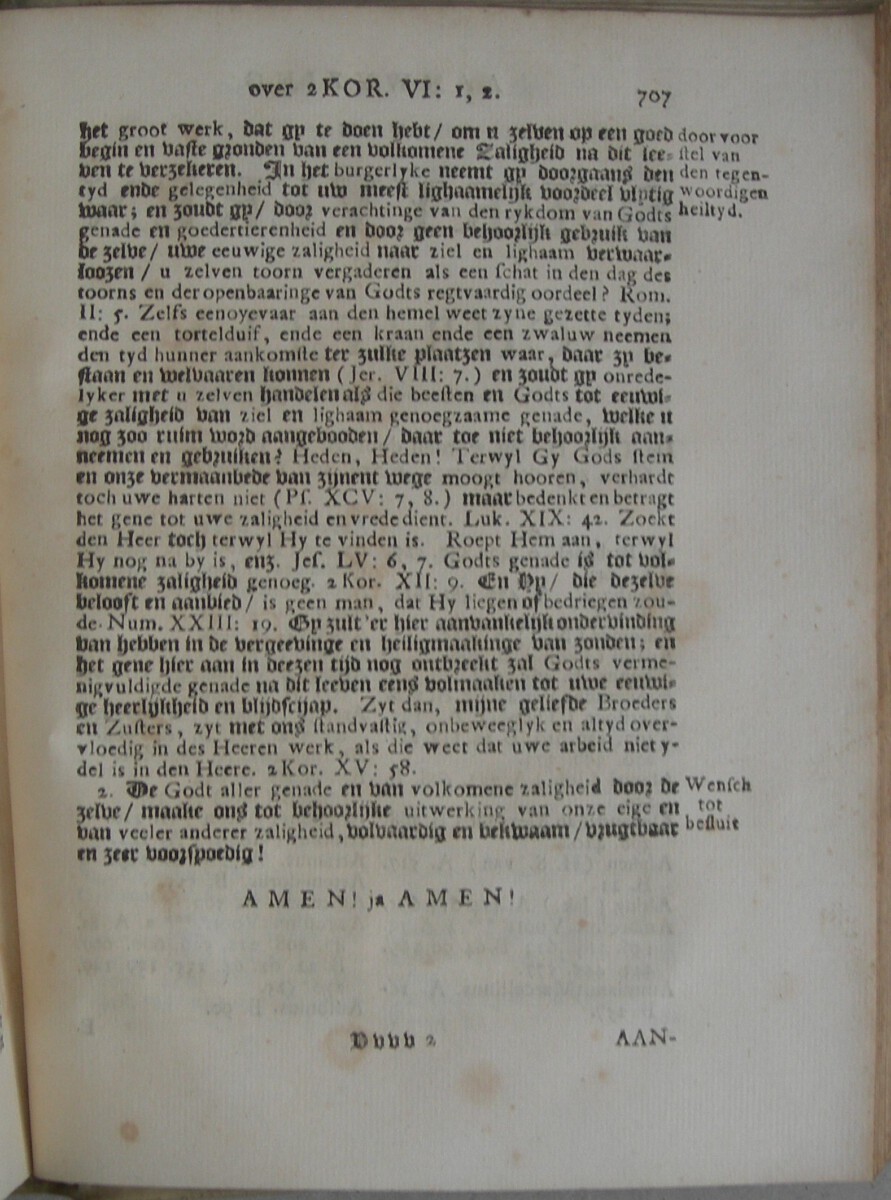 over 2 KOR. VI: 1, 2.
707
het groot werk, dat gy te doen hebt/ om u zelven op een goed
begin en vaste gronden van een volkomene Zaligheid na dit lee-
ven te verzekeren. In het burgerlyke neemt gy doorgaans den
tyd ende gelegenheid tot uw meest lighaamelijk voordeel vlytig
waar; en zoudt gy/ door verachtinge van den rykdom van Godts
genade en goedertierenheid en door geen behoorlijk gebruik van
de zelve/ uwe eeuwige zaligheid naar ziel en lighaam verwaar-
loozen/ u zelven toorn vergaderen als een schat in den dag des
toorns en der openbaaringe van Godts regtvaardig oordeel? Rom.
II: 5. Zelfs een oyevaar aan den hemel weet zyne gezette tyden;
ende een tortelduif, ende een kraan ende een zwaluw neemen
den tyd hunner aankomste ter zulke plaatzen waar, daar zy be-
staan en welvaaren konnen (Jer. VIII: 7.) en zoudt gy onrede-
lyker met u zelven handelen als die beesten en Godts tot eeuwi-
ge zaligheid van ziel en lighaam genoegzaame genade, welke u
nog zoo ruim word aangebooden/ daar toe niet behoorlijk aan-
neemen en gebruiken? Heden, Heden! Terwyl Gy Gods stem
en onze vermaanbede van zijnent wege moogt hooren, verhardt
toch uwe harten niet (Ps. XCV: 7, 8.) maar bedenkt en betragt
het gene tot uwe zaligheid en vrede dient. Luk. XIX: 42. Zoekt
den Heer toch terwyl Hy te vinden is. Roept Hem aan, terwyl
Hy nog na by is, enz. Jes. LV: 6, 7. Godts genade is tot vol-
komene zaligheid genoeg. 2 Kor. XII: 9. En Hy/ die dezelve
belooft en aanbied/ is geen man, dat Hy liegen of bedriegen zou-
de. Num. XXIII: 19. Gy zult 'er hier aanvankelijk ondervinding
van hebben in de vergeevinge en heiligmaakinge van zonden; en
het gene hier aan in deezen tijd nog ontbreekt zal Godts verme-
nigvuldigde genade na dit leeven eens volmaaken tot uwe eeuwi-
ge heerlijkheid en blijdscjap. Zyt dan, mijne geliefde Broeders
en Zusters, zyt met ons standvastig, onbeweeglyk en altyd over-
vloedig in des Heeren werk, als die weet dat uwe arbeid niet y-
del is in den Heere. 2 Kor. XV: 58.
2. De Godt aller genade en van volkomene zaligheid door de
zelve/ maake ons tot behoorlijke uitwerking van onze eige en
van veeler anderer zaligheid, volvaardig en bekwaam/ vrugtbaar
en zeer voorspoedig!
door voor
stel van
den tegen-
woordigen
heiltyd.
Wensch
tot
besluit
AMEN! ja AMEN!
Vvvv 2
AAN-